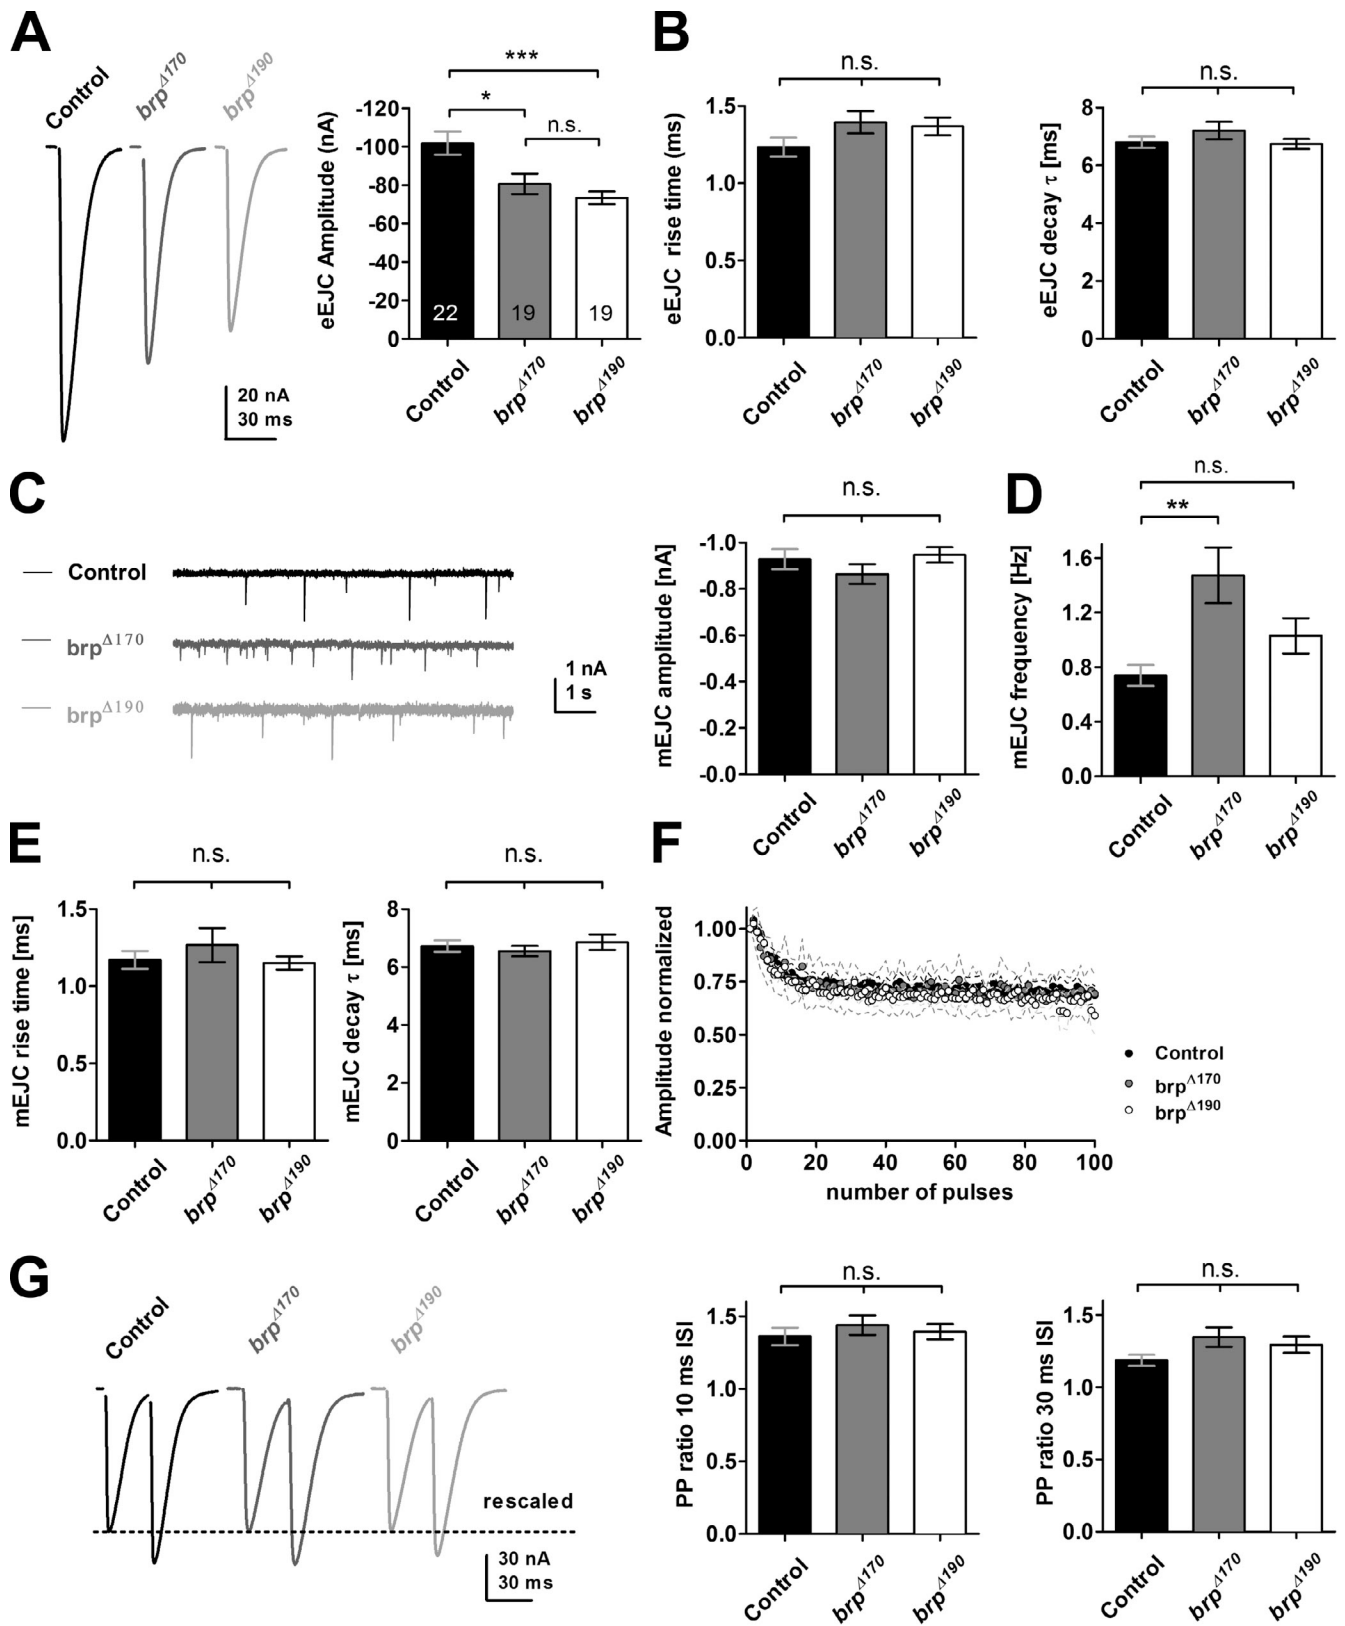 A
Control
brpΔ170
brpΔ190
20 nA
30 ms
eEJC Amplitude (nA)
-120
-100
-80
-60
-40
-20
0
***
*
n.s.
22
19
19
Control
brpΔ170
brpΔ190
B
eEJC rise time (ms)
1.5
1.0
0.5
0.0
n.s.
Control
brpΔ170
brpΔ190
eEJC decay τ [ms]
8
6
4
2
0
n.s.
Control
brpΔ170
brpΔ190
C
Control
brpΔ170
brpΔ190
1 nA
1 s
mEJC amplitude [nA]
-1.0
-0.8
-0.6
-0.4
-0.2
-0.0
n.s.
Control
brpΔ170
brpΔ190
D
mEJC frequency [Hz]
1.6
1.2
0.8
0.4
0.0
n.s.
**
Control
brpΔ170
brpΔ190
E
mEJC rise time [ms]
1.5
1.0
0.5
0.0
n.s.
Control
brpΔ170
brpΔ190
mEJC decay τ [ms]
8
6
4
2
0
n.s.
Control
brpΔ170
brpΔ190
F
Amplitude normalized
1.00
0.75
0.50
0.25
0.00
0 20 40 60 80 100
number of pulses
Control
brpΔ170
brpΔ190
G
Control
brpΔ170
brpΔ190
rescaled
30 nA
30 ms
PP ratio 10 ms ISI
1.5
1.0
0.5
0.0
n.s.
Control
brpΔ170
brpΔ190
PP ratio 30 ms ISI
1.5
1.0
0.5
0.0
n.s.
Control
brpΔ170
brpΔ190